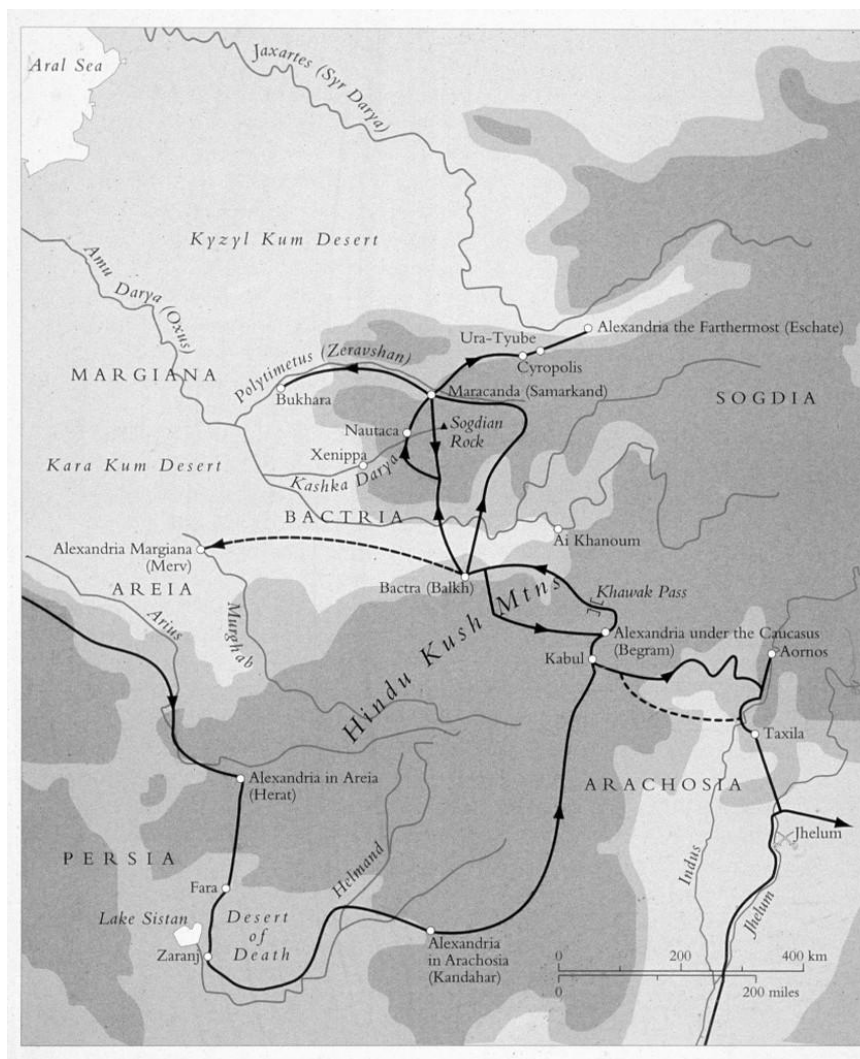 Aral Sea
Jaxartes (Syr Darya)
Kyzyl Kum Desert
Amu Darya (Oxus)
MARGIANA
Polytimetus (Zeravshan)
Bukhara
Ura-Tyube
Cyropolis
Alexandria the Farthermost (Eschate)
Maracanda (Samarkand)
SOGDIA
Nautaca
Sogdian
Rock
Xenippa
Kara Kum Desert
Kashka Darya
BACTRIA
Ai Khanoum
Alexandria Margiana
(Merv)
AREIA
Bactra (Balkh)
Khawak Pass
Arius
Murghab
Hindu Kush Mtns
Alexandria under the Caucasus
(Begram)
Kabul
Aornos
Taxila
Alexandria in Areia
(Herat)
ARACHOSIA
Jhelum
PERSIA
Fara
Helmand
Indus
Jhelum
Lake Sistan
Desert
of
Death
Zaranj
Alexandria
in Arachosia
(Kandahar)
0 200 400 km
0 200 miles